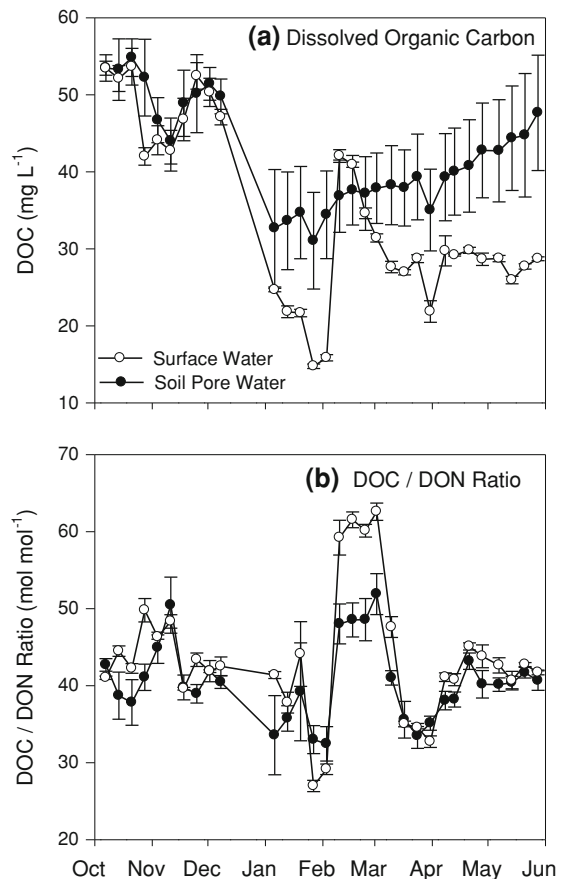 (a) Dissolved Organic Carbon
60
50
40
30
20
10
DOC (mg L⁻¹)
Surface Water
Soil Pore Water
(b) DOC / DON Ratio
70
60
50
40
30
20
DOC / DON Ratio (mol mol⁻¹)
Oct Nov Dec Jan Feb Mar Apr May Jun